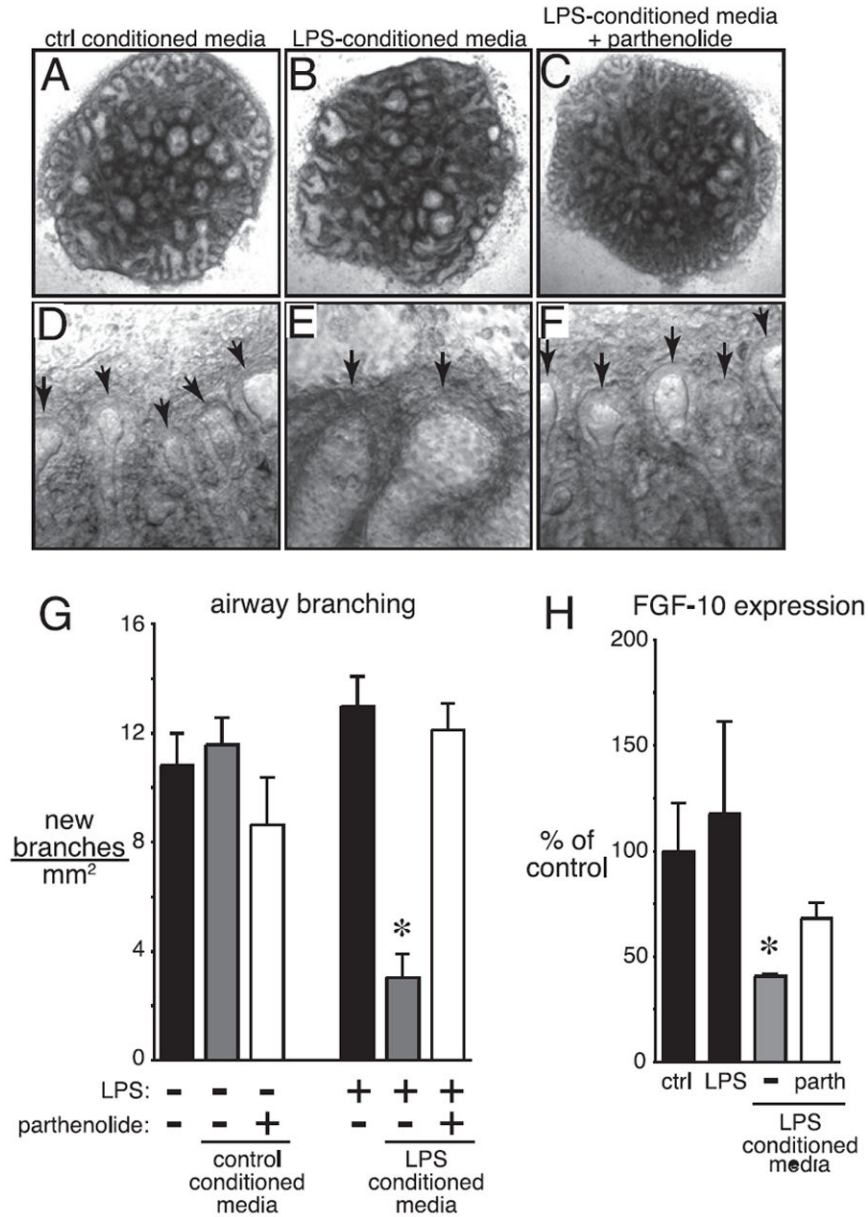 ctrl conditioned media
LPS-conditioned media
LPS-conditioned media
+ parthenolide
A
B
C
D
E
F
G
airway branching
16
12
8
4
0
new
branches
mm²
*
LPS: - - - + + +
parthenolide: - - + - - +
control
conditioned
media
LPS
conditioned
media
H
FGF-10 expression
200
150
100
50
0
% of
control
*
ctrl LPS - parth
LPS
conditioned
media